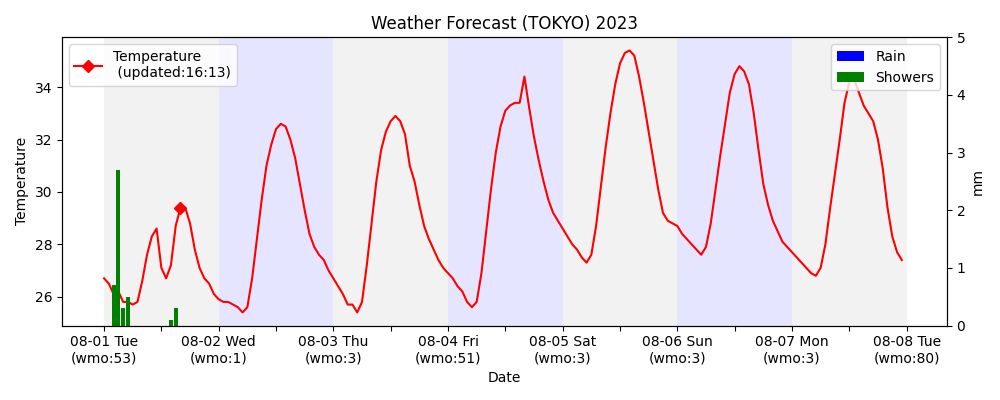 Weather Forecast (TOKYO) 2023
Temperature
(updated:16:13)
Rain
Showers
Temperature
34
32
30
28
26
5
4
3
2
1
0
mm
08-01 Tue 08-02 Wed 08-03 Thu 08-04 Fri 08-05 Sat 08-06 Sun 08-07 Mon 08-08 Tue
(wmo:53) (wmo:1) (wmo:3) (wmo:51) (wmo:3) (wmo:3) (wmo:3) (wmo:80)
Date